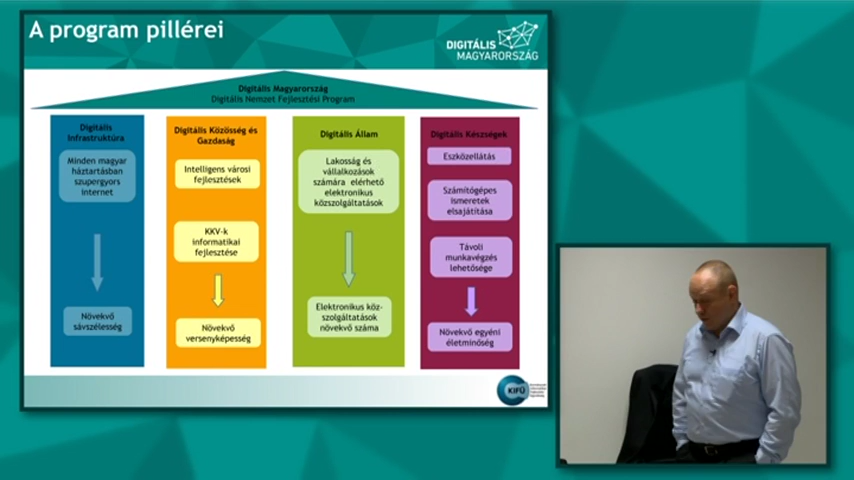 A program pillérei
DIGITÁLIS
MAGYARORSZÁG
Digitális Magyarország
Digitális Nemzet Fejlesztési Program
Digitális
Infrastruktúra
Minden magyar
háztartásban
szupergyors
internet
Növekvő
sávszélesség
Digitális Közösség és
Gazdaság
Intelligens városi
fejlesztések
KKV-k
informatikai
fejlesztése
Növekvő
versenyképesség
Digitális Állam
Lakosság és
vállalkozások
számára elérhető
elektronikus
közszolgáltatások
Elektronikus köz-
szolgáltatások
növekvő száma
Digitális Készségek
Eszközellátás
Számítógépes
ismeretek
elsajátítása
Távoli
munkavégzés
lehetősége
Növekvő egyéni
életminőség
KIFÜ